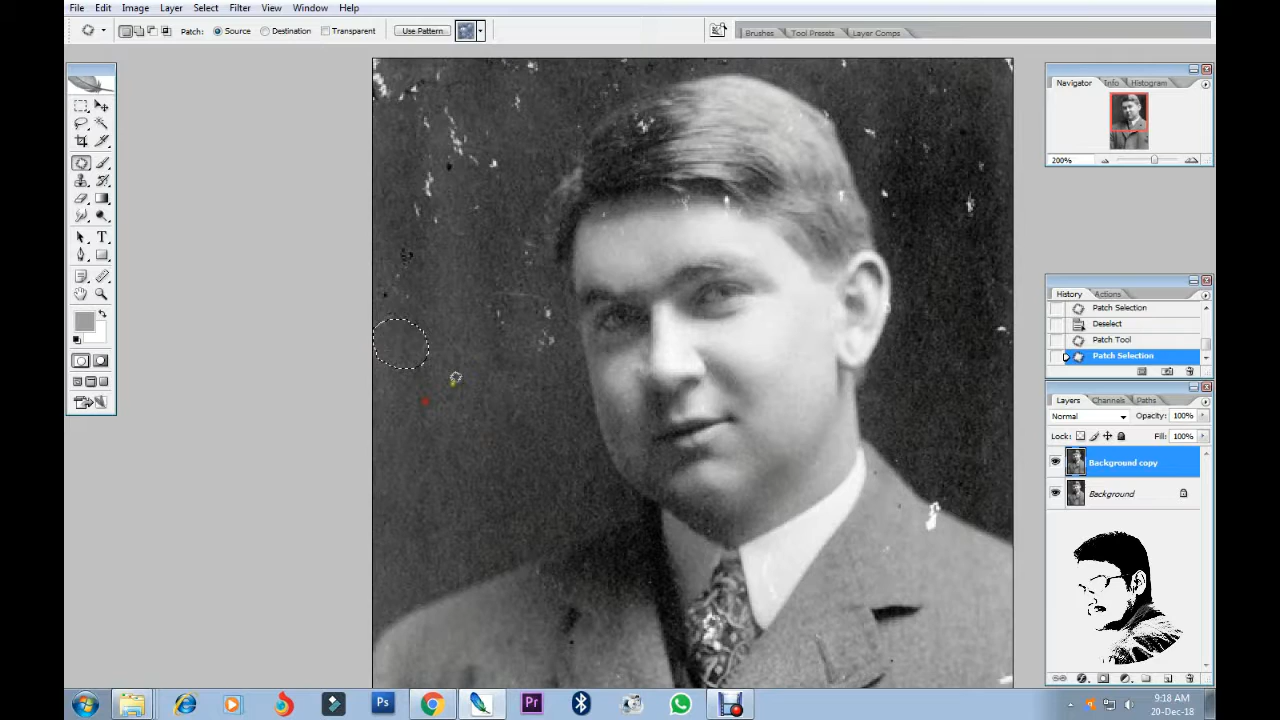 File Edit Image Layer Select Filter View Window Help
Patch: Source Destination Transparent Use Pattern Brushes Tool Presets Layer Comps
Navigator Info Histogram
200%
History Actions
Patch Selection
Deselect
Patch Tool
Patch Selection
Layers Channels Paths
Normal Opacity: 100%
Lock: Fill: 100%
Background copy
Background
T
Ps
Pr
9:18 AM
20-Dec-18